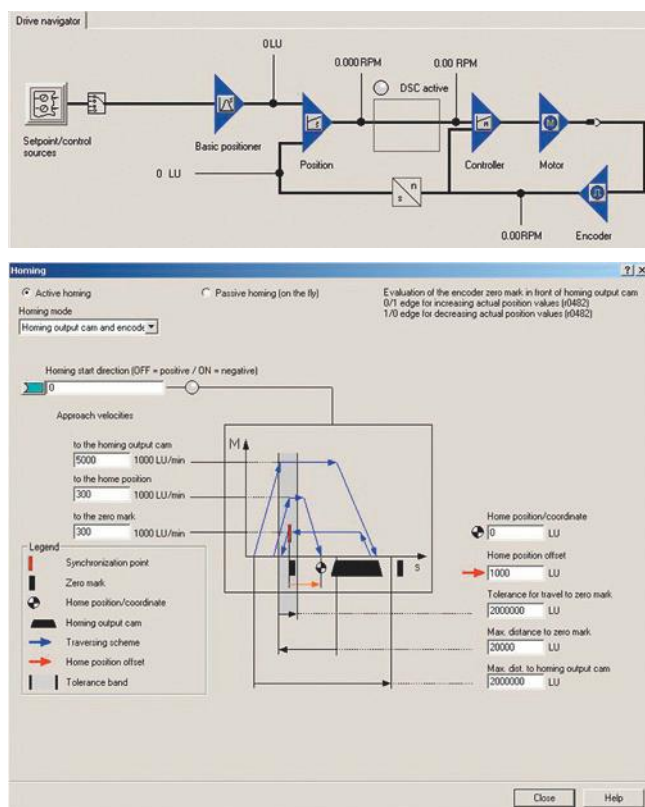 Drive navigator
0LU
0.000 RPM
0.00 RPM
DSC active
Setpoint/control
sources
Basic positioner
Position
Controller
Motor
0 LU
n
s
0.00RPM
Encoder
Homing
Active homing
Passive homing (on the fly)
Evaluation of the encoder zero mark in front of homing output cam
0/1 edge for increasing actual position values (r0482)
1/0 edge for decreasing actual position values (r0482)
Homing mode
Homing output cam and encode
Homing start direction (OFF = positive / ON = negative)
0
Approach velocities
to the homing output cam
5000 1000 LU/min
to the home position
300 1000 LU/min
to the zero mark
300 1000 LU/min
M
s
Legend
Synchronization point
Zero mark
Home position/coordinate
Homing output cam
Traversing scheme
Home position offset
Tolerance band
Home position/coordinate
0 LU
Home position offset
1000 LU
Tolerance for travel to zero mark
2000000 LU
Max. distance to zero mark
20000 LU
Max. dist. to homing output cam
2000000 LU
Close
Help